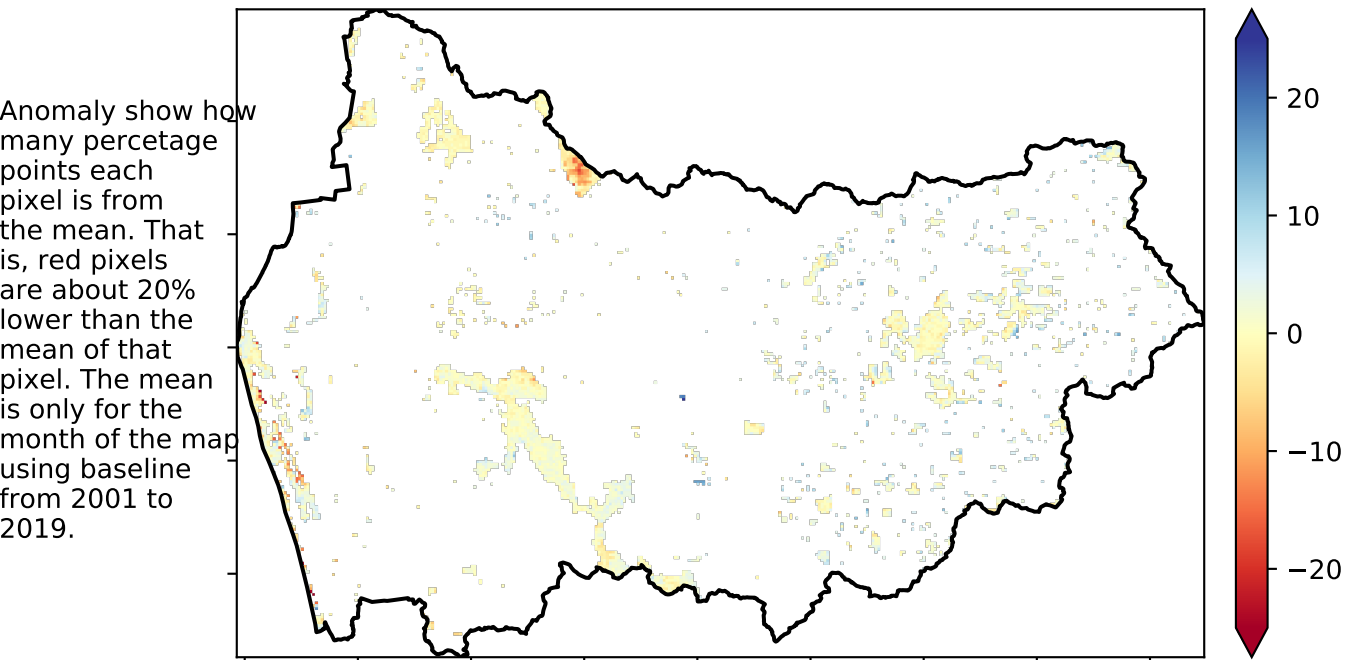 Anomaly show how
many percetage
points each
pixel is from
the mean. That
is, red pixels
are about 20%
lower than the
mean of that
pixel. The mean
is only for the
month of the map
using baseline
from 2001 to
2019.
20
10
0
−10
−20